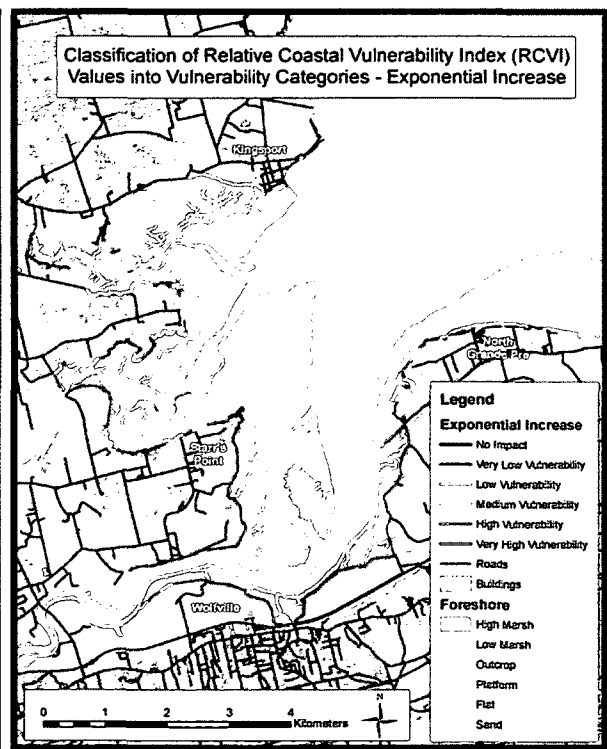 Classification of Relative Coastal Vulnerability Index (RCVI)
Values into Vulnerability Categories - Exponential Increase
Kingsport
North
Grande Pre
Starr's
Point
Wolfville
Legend
Exponential Increase
No Impact
Very Low Vulnerability
Low Vulnerability
Medium Vulnerability
High Vulnerability
Very High Vulnerability
Roads
Buildings
Foreshore
High Marsh
Low Marsh
Outcrop
Platform
Flat
Sand
N
0 1 2 3 4
Kilometers